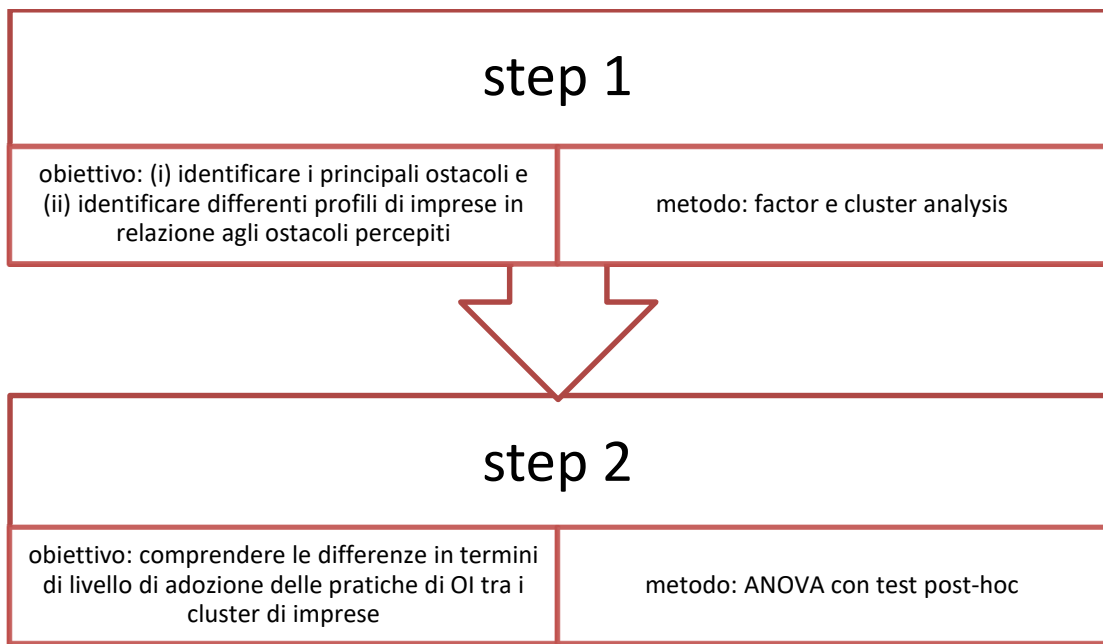 step 1
obiettivo: (i) identificare i principali ostacoli e
(ii) identificare differenti profili di imprese in
relazione agli ostacoli percepiti
metodo: factor e cluster analysis
step 2
obiettivo: comprendere le differenze in termini
di livello di adozione delle pratiche di OI tra i
cluster di imprese
metodo: ANOVA con test post-hoc